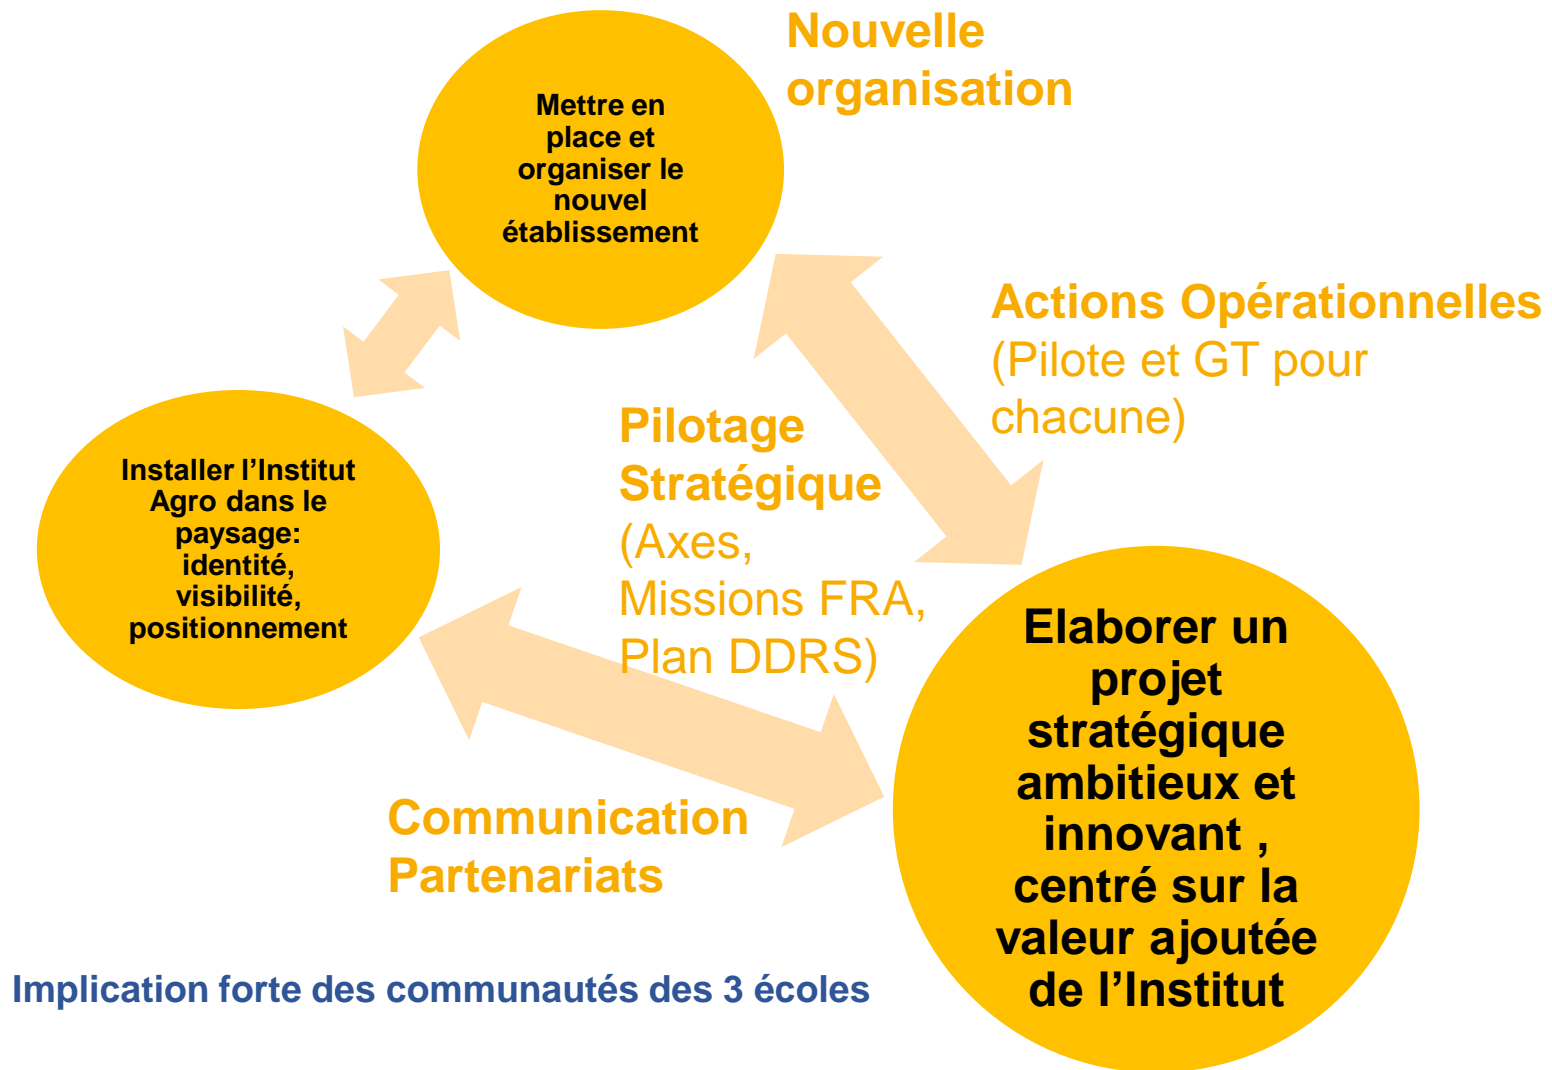 Nouvelle
organisation
Mettre en
place et
organiser le
nouvel
établissement
Actions Opérationnelles
(Pilote et GT pour
chacune)
Pilotage
Stratégique
(Axes,
Missions FRA,
Plan DDRS)
Installer l’Institut
Agro dans le
paysage:
identité,
visibilité,
positionnement
Elaborer un
projet
stratégique
ambitieux et
innovant ,
centré sur la
valeur ajoutée
de l’Institut
Communication
Partenariats
Implication forte des communautés des 3 écoles